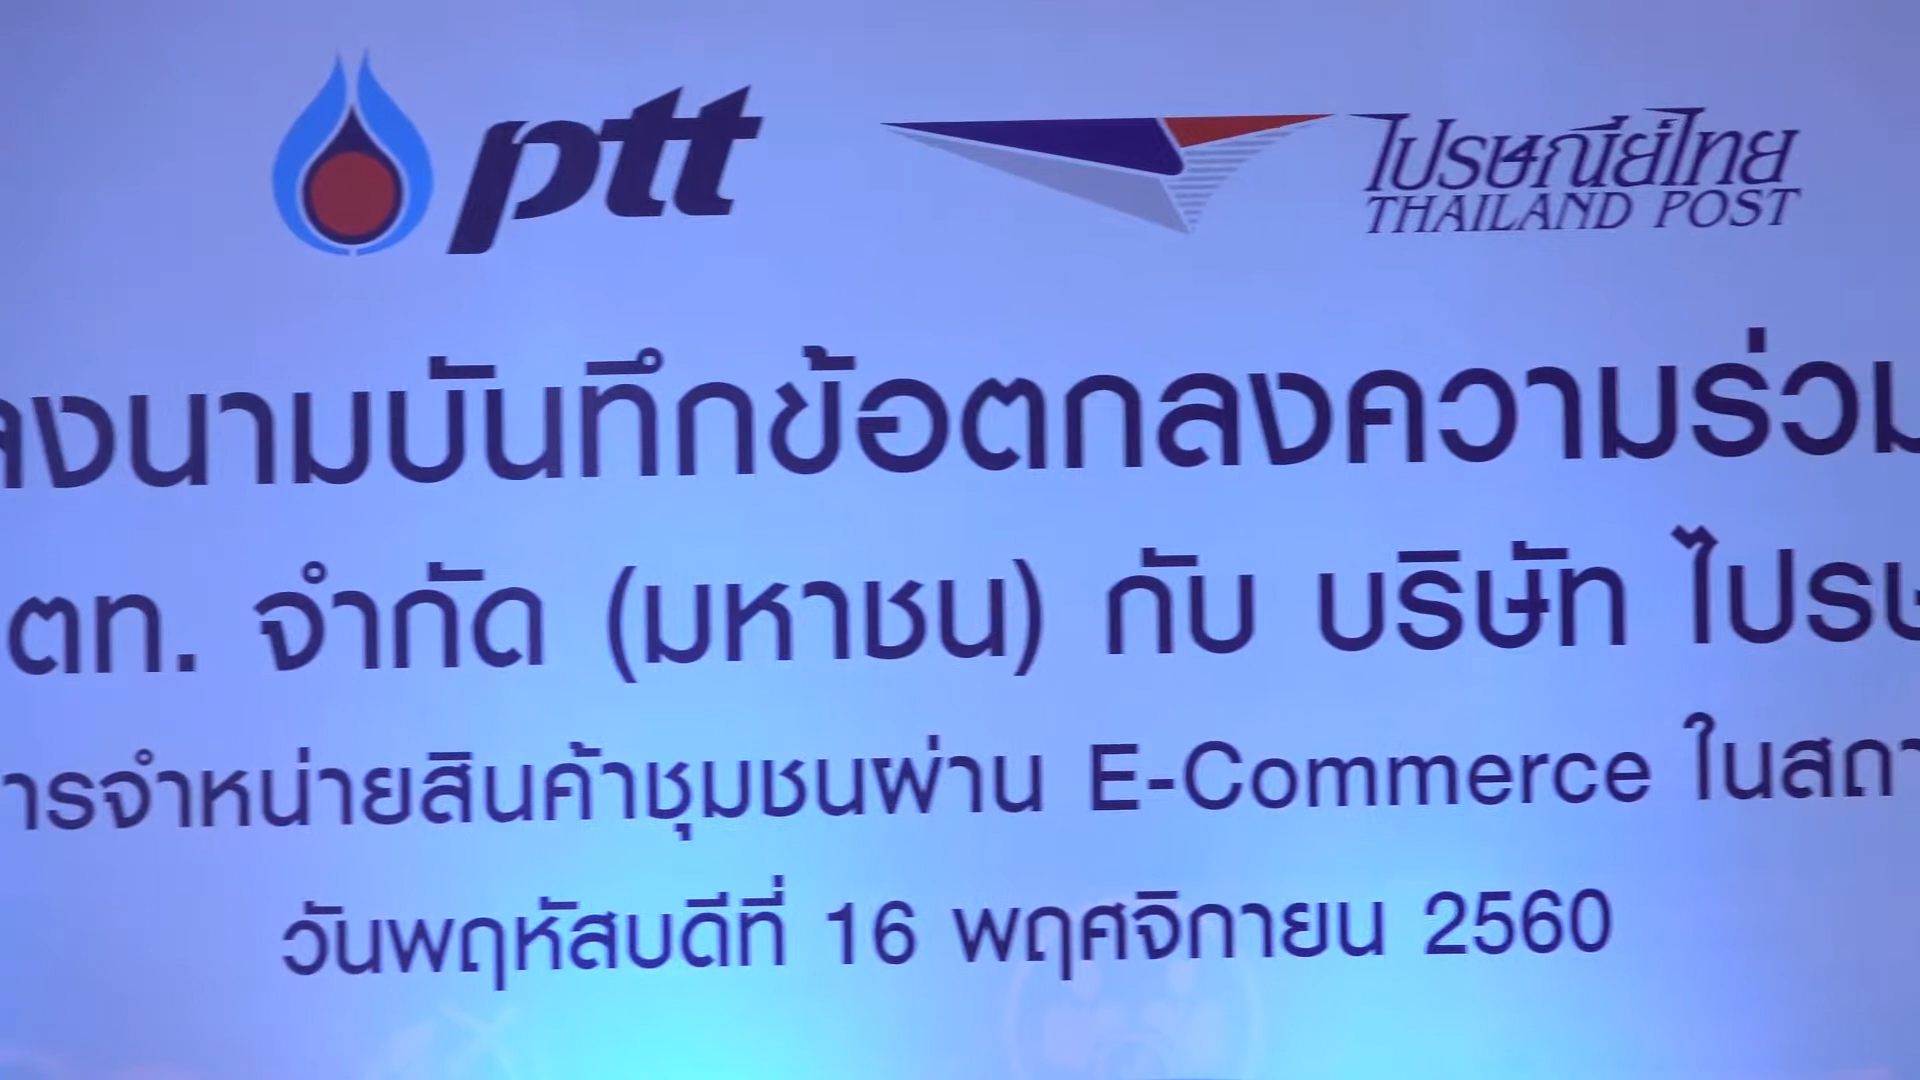 ptt
ไปรษณีย์ไทย
THAILAND POST
ลงนามบันทึกข้อตกลงความร่วม
ตท. จำกัด (มหาชน) กับ บริษัท ไปรษ
ารจำหน่ายสินค้าชุมชนผ่าน E-Commerce ในสถา
วันพฤหัสบดีที่ 16 พฤศจิกายน 2560